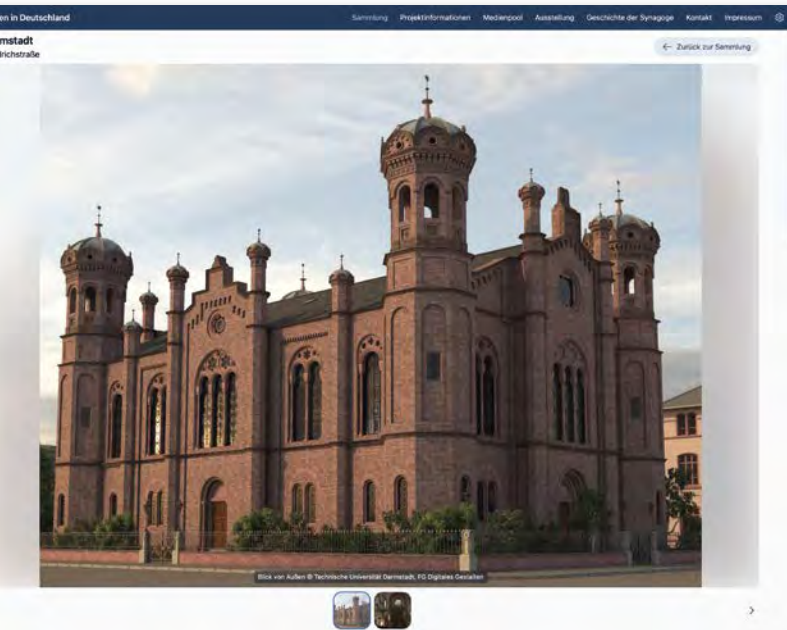 en in Deutschland
Sammlung Projektinformationen Medienpool Ausstellung Geschichte der Synagoge Kontakt Impressum
mstadt
drichstraße
← Zurück zur Sammlung
Blick von Außen © Technische Universität Darmstadt, FG Digitales Gestalten